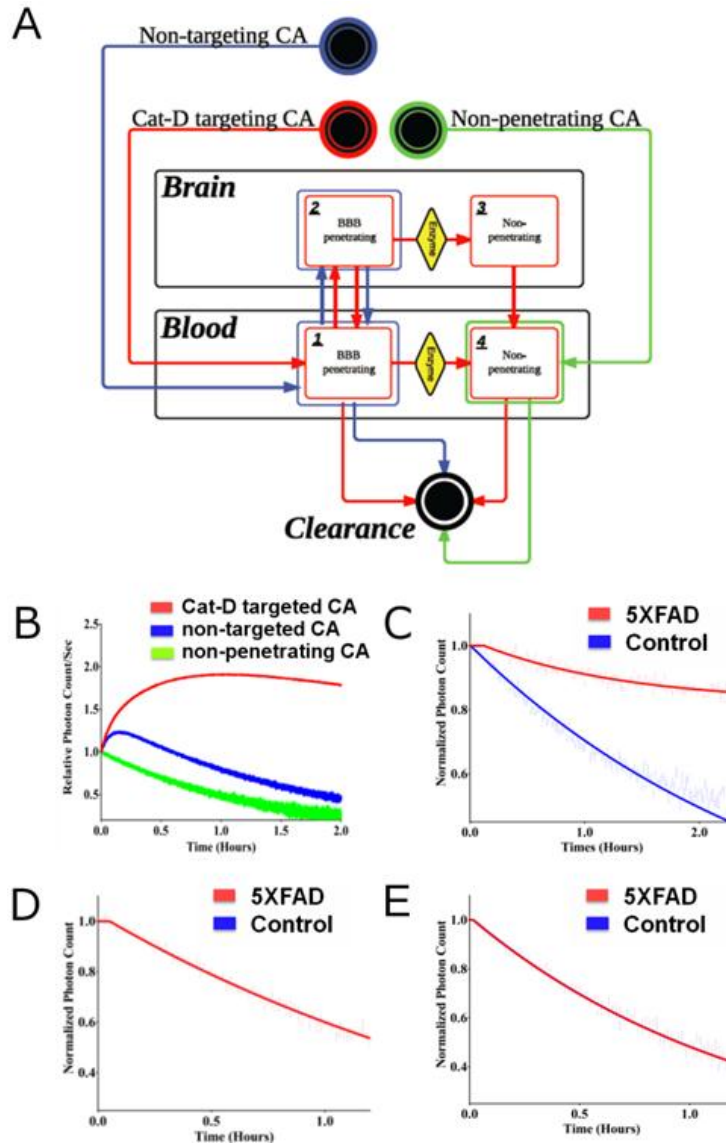 A
Non-targeting CA
Cat-D targeting CA
Non-penetrating CA
Brain
2
BBB
penetrating
Enzyme
3
Non-
penetrating
Blood
1
BBB
penetrating
Enzyme
4
Non-
penetrating
Clearance
B
Cat-D targeted CA
non-targeted CA
non-penetrating CA
Relative Photon Count/Sec
2.5
2.0
1.5
1.0
0.5
0.0
0.5
1.0
1.5
2.0
Time (Hours)
C
5XFAD
Control
Normalized Photon Count
1.0
0.8
0.6
0.0
1.0
2.0
Times (Hours)
D
5XFAD
Control
Normalized Photon Count
1.0
0.8
0.6
0.4
0.0
0.5
1.0
Time (Hours)
E
5XFAD
Control
Normalized Photon Count
1.0
0.8
0.6
0.4
0.0
0.5
1.0
Time (Hours)